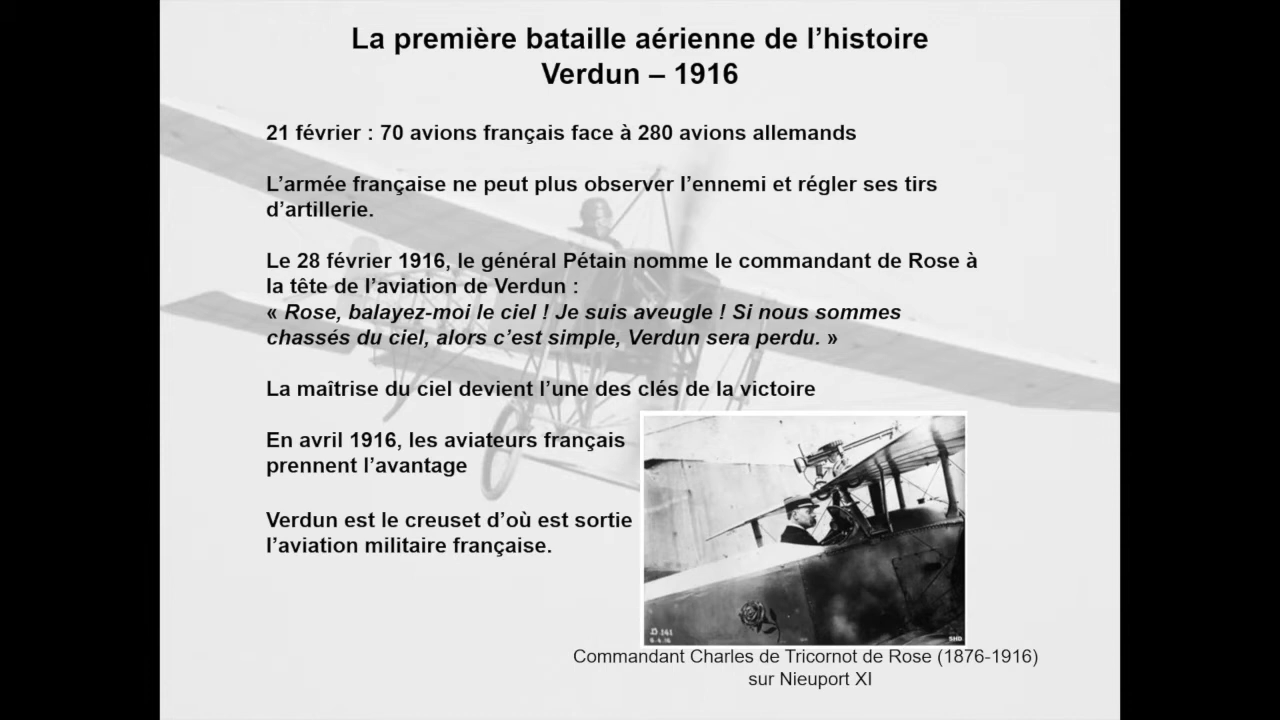 La première bataille aérienne de l’histoire
Verdun – 1916
21 février : 70 avions français face à 280 avions allemands
L’armée française ne peut plus observer l’ennemi et régler ses tirs
d’artillerie.
Le 28 février 1916, le général Pétain nomme le commandant de Rose à
la tête de l’aviation de Verdun :
« Rose, balayez-moi le ciel ! Je suis aveugle ! Si nous sommes
chassés du ciel, alors c’est simple, Verdun sera perdu. »
La maîtrise du ciel devient l’une des clés de la victoire
En avril 1916, les aviateurs français
prennent l’avantage
Verdun est le creuset d’où est sortie
l’aviation militaire française.
SHD
Commandant Charles de Tricornot de Rose (1876-1916)
sur Nieuport XI